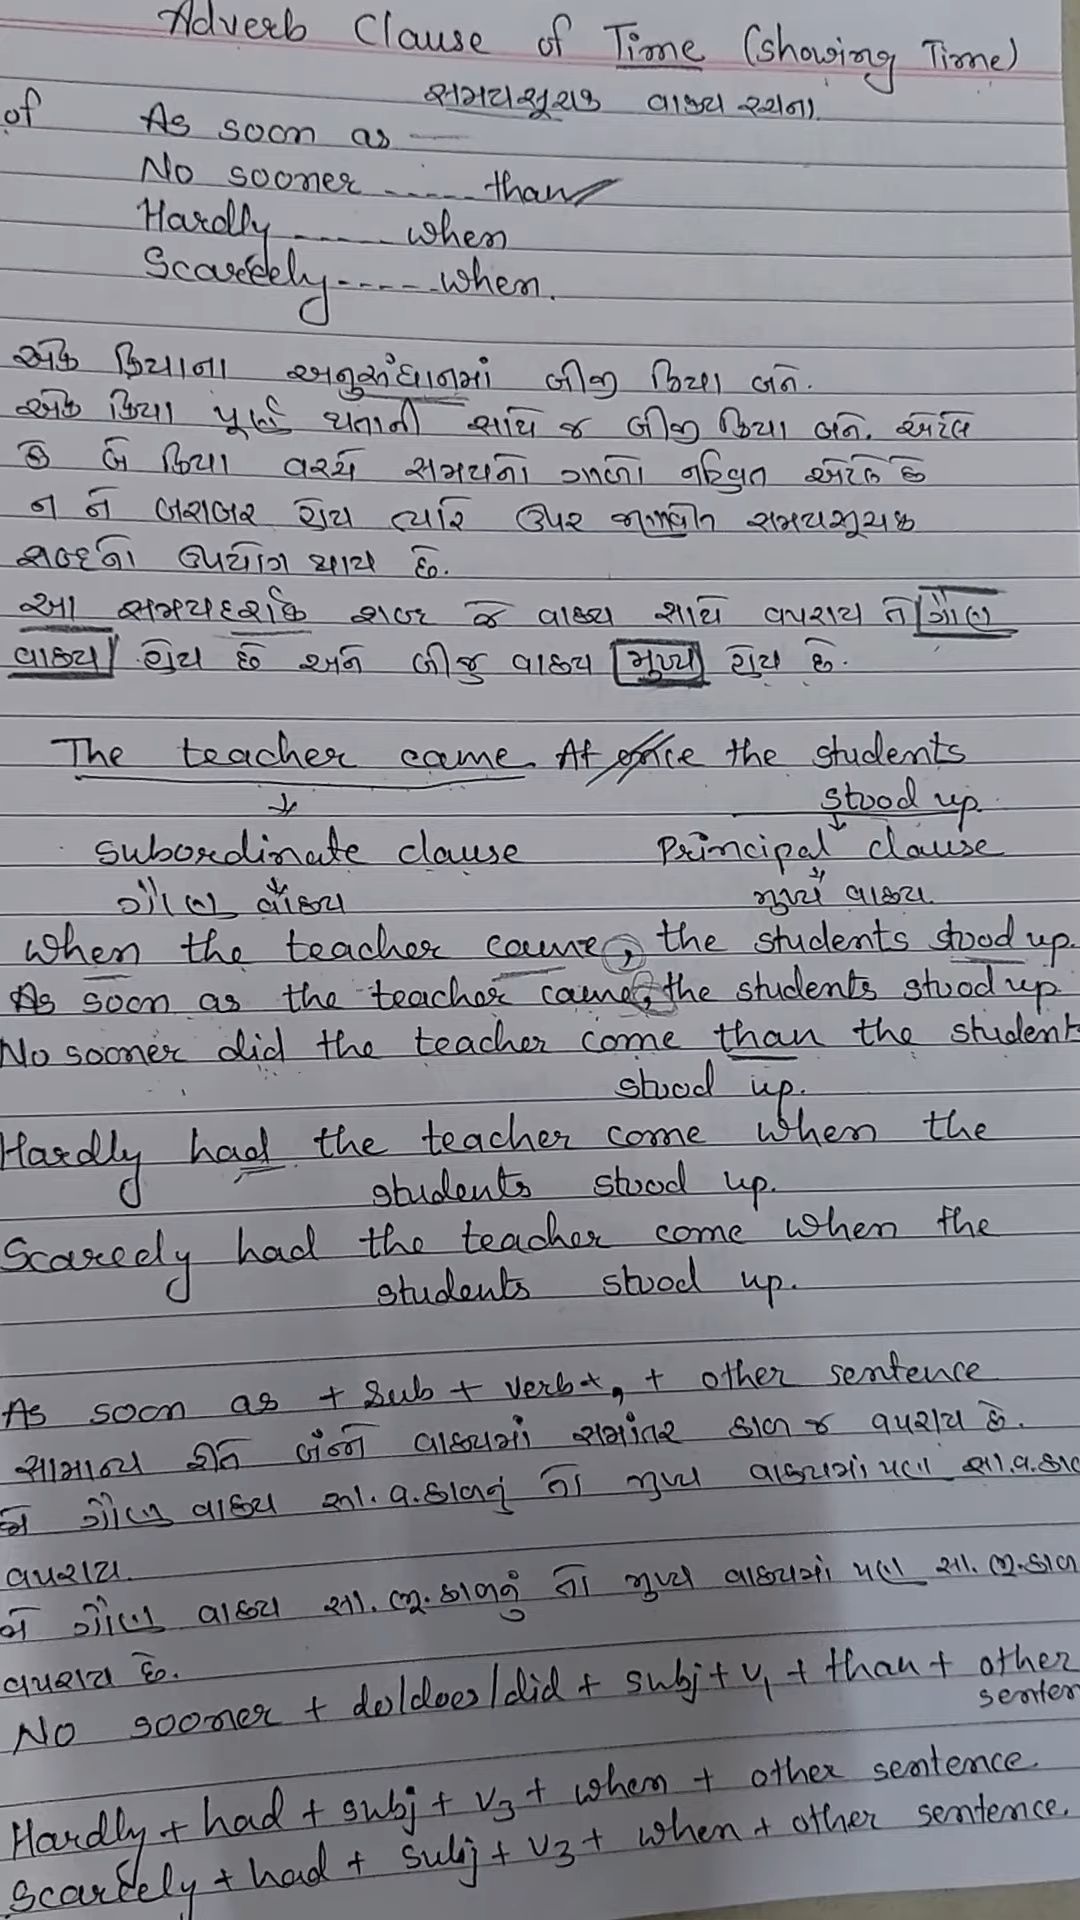 Adverb Clause of Time (showing Time)
સમયસૂચક વાક્ય રચના
of As soon as —
No sooner ..... than
Hardly ...... when
Scarcely ...... when.
એક ક્રિયાના અનુસંધાનમાં બીજી ક્રિયા બને.
એક ક્રિયા પૂર્ણ થતાની સાથે જ બીજી ક્રિયા બને. એટલે
કે બે ક્રિયા વચ્ચે સમયનો ગાળો નહિવત એટલે કે
ન ને બરાબર હોય ત્યારે ઉપર સમયસૂચક
શબ્દનો ઉપયોગ થાય છે.
આ સમયદર્શક શબ્દ જે વાક્ય સાથે વપરાય તે ગૌણ
વાક્ય હોય છે અને બીજુ વાક્ય મુખ્ય હોય છે.
The teacher came. At once the students
stood up.
subordinate clause Principal clause
ગૌણ વાક્ય મુખ્ય વાક્ય
When the teacher came, the students stood up.
As soon as the teacher came, the students stood up.
No sooner did the teacher come than the student
stood up.
Hardly had the teacher come when the
students stood up.
Scarcely had the teacher come when the
students stood up.
As soon as + Sub + verb + , + other sentence
સામાન્ય રીતે બંને વાક્યમાં સમાંતર કાળ જ વપરાય છે.
જો ગૌણ વાક્ય સા. વ. કાળનું તો મુખ્ય વાક્યમાં પણ સા. વ. કાળ
વપરાય.
જો ગૌણ વાક્ય સા. ભૂ. કાળનું તો મુખ્ય વાક્યમાં પણ સા. ભૂ. કાળ
વપરાય છે.
No sooner + do/does/did + subj + v1 + than + other
senten
Hardly + had + subj + v3 + when + other sentence.
Scarcely + had + subj + v3 + when + other sentence.